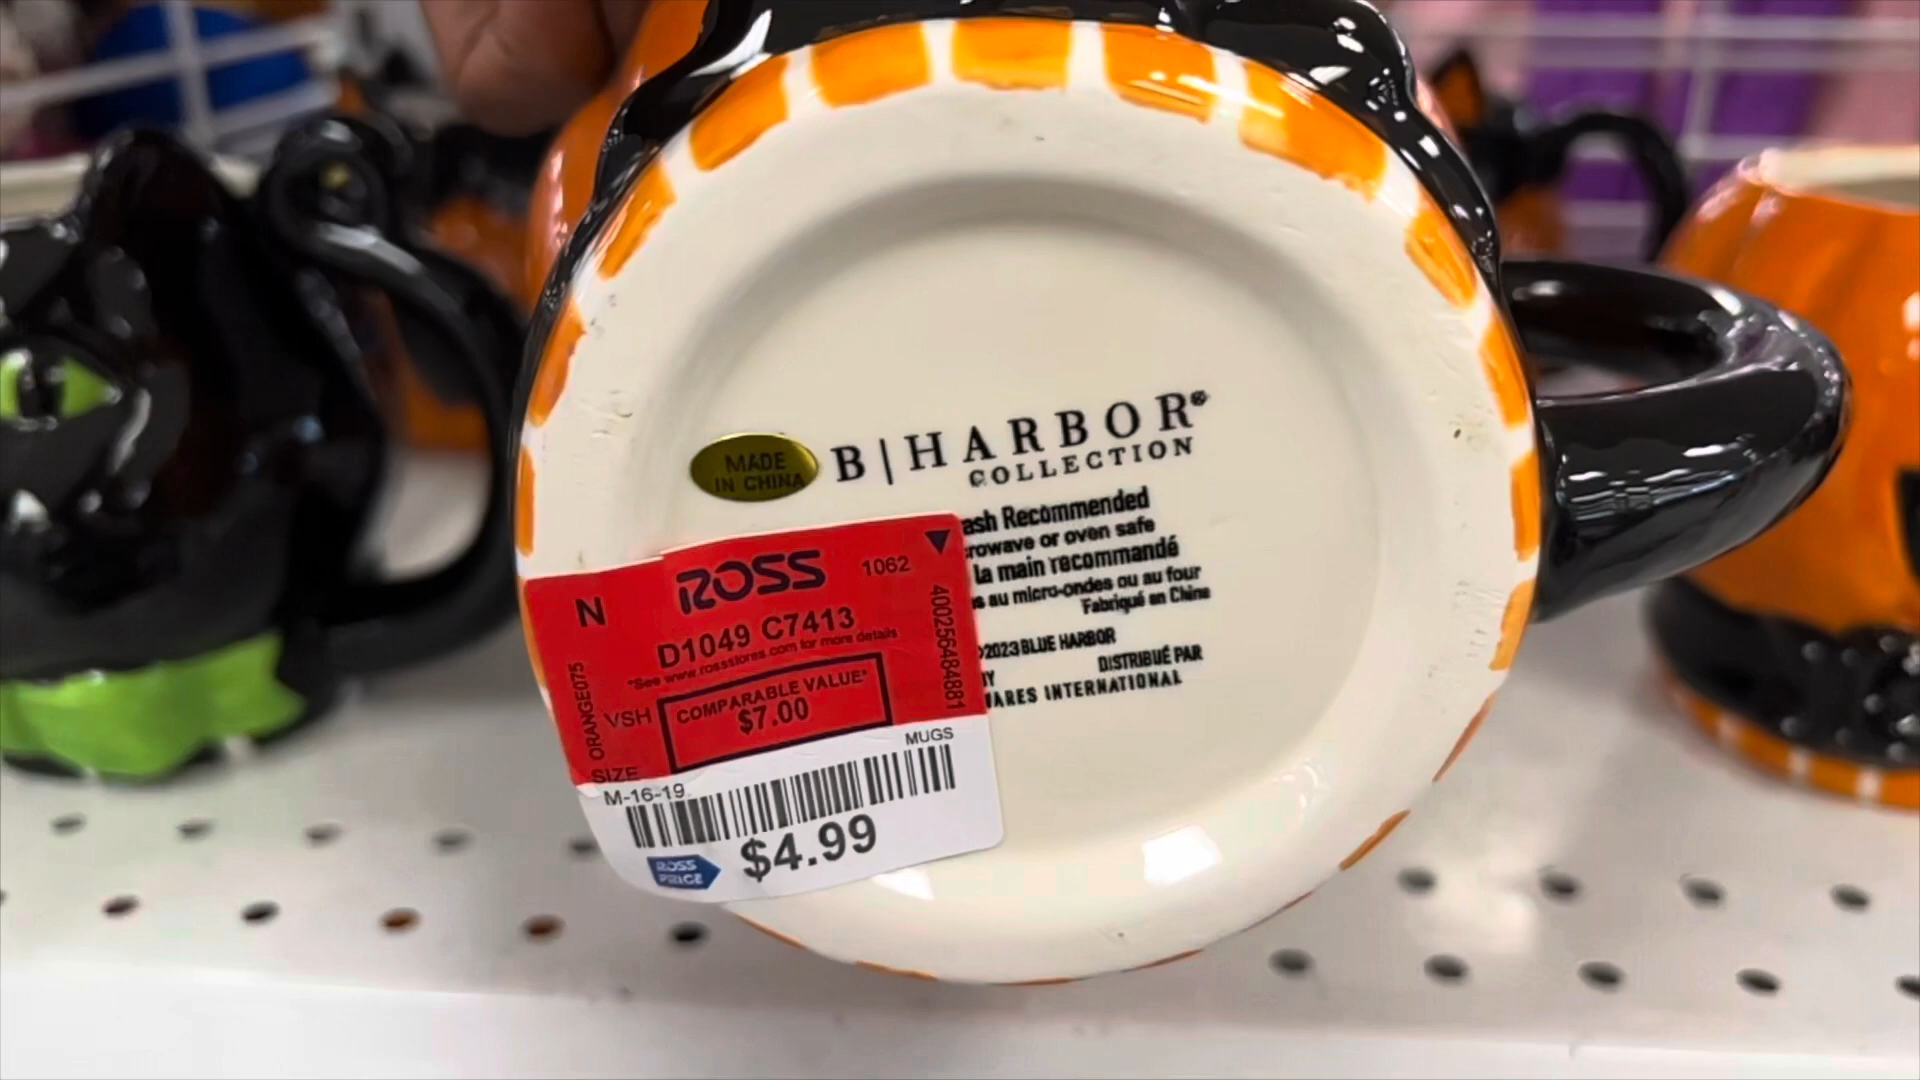 MADE
IN CHINA
B|HARBOR®
COLLECTION
ash Recommended
rowave or oven safe
la main recommandé
s au micro-ondes ou au four
Fabriqué en Chine
©2023 BLUE HARBOR
DISTRIBUÉ PAR
BY
WARES INTERNATIONAL
N
ROSS
1062
D1049 C7413
*See www.rossstores.com for more details
COMPARABLE VALUE*
$7.00
VSH
ORANGE075
400256484881
SIZE
M-16-19
MUGS
$4.99
ROSS
PRICE